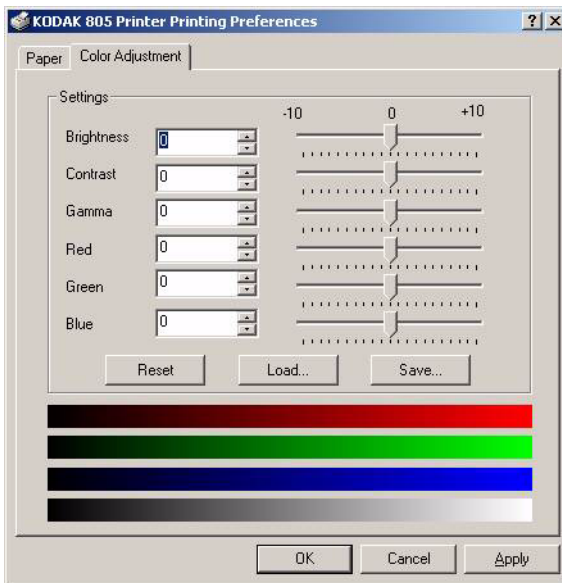 KODAK 805 Printer Printing Preferences
Paper Color Adjustment
Settings
-10 0 +10
Brightness 0
Contrast 0
Gamma 0
Red 0
Green 0
Blue 0
Reset Load... Save...
OK Cancel Apply